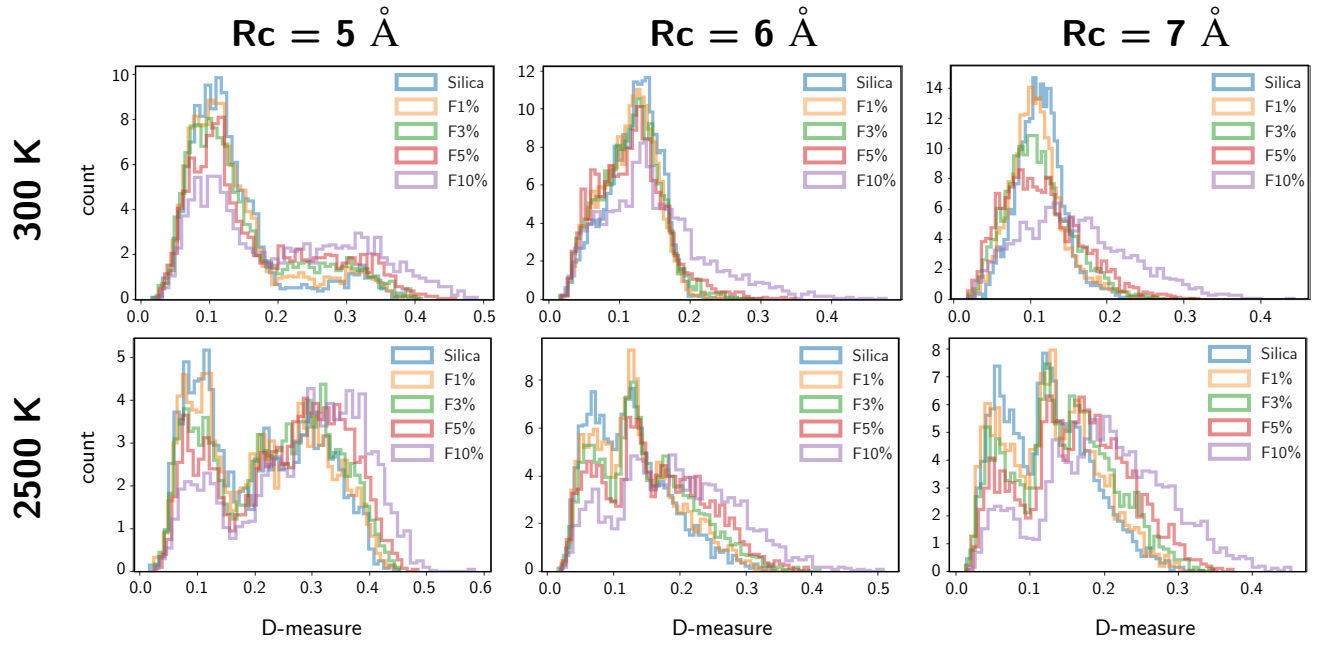 Rc = 5 Å Rc = 6 Å Rc = 7 Å
300 K
count
10
8
6
4
2
0
0.0 0.1 0.2 0.3 0.4 0.5
Silica
F1%
F3%
F5%
F10%
12
10
8
6
4
2
0
0.0 0.1 0.2 0.3 0.4
Silica
F1%
F3%
F5%
F10%
14
12
10
8
6
4
2
0
0.0 0.1 0.2 0.3 0.4
Silica
F1%
F3%
F5%
F10%
2500 K
count
5
4
3
2
1
0
0.0 0.1 0.2 0.3 0.4 0.5 0.6
Silica
F1%
F3%
F5%
F10%
D-measure
8
6
4
2
0
0.0 0.1 0.2 0.3 0.4 0.5
Silica
F1%
F3%
F5%
F10%
D-measure
8
7
6
5
4
3
2
1
0
0.0 0.1 0.2 0.3 0.4
Silica
F1%
F3%
F5%
F10%
D-measure